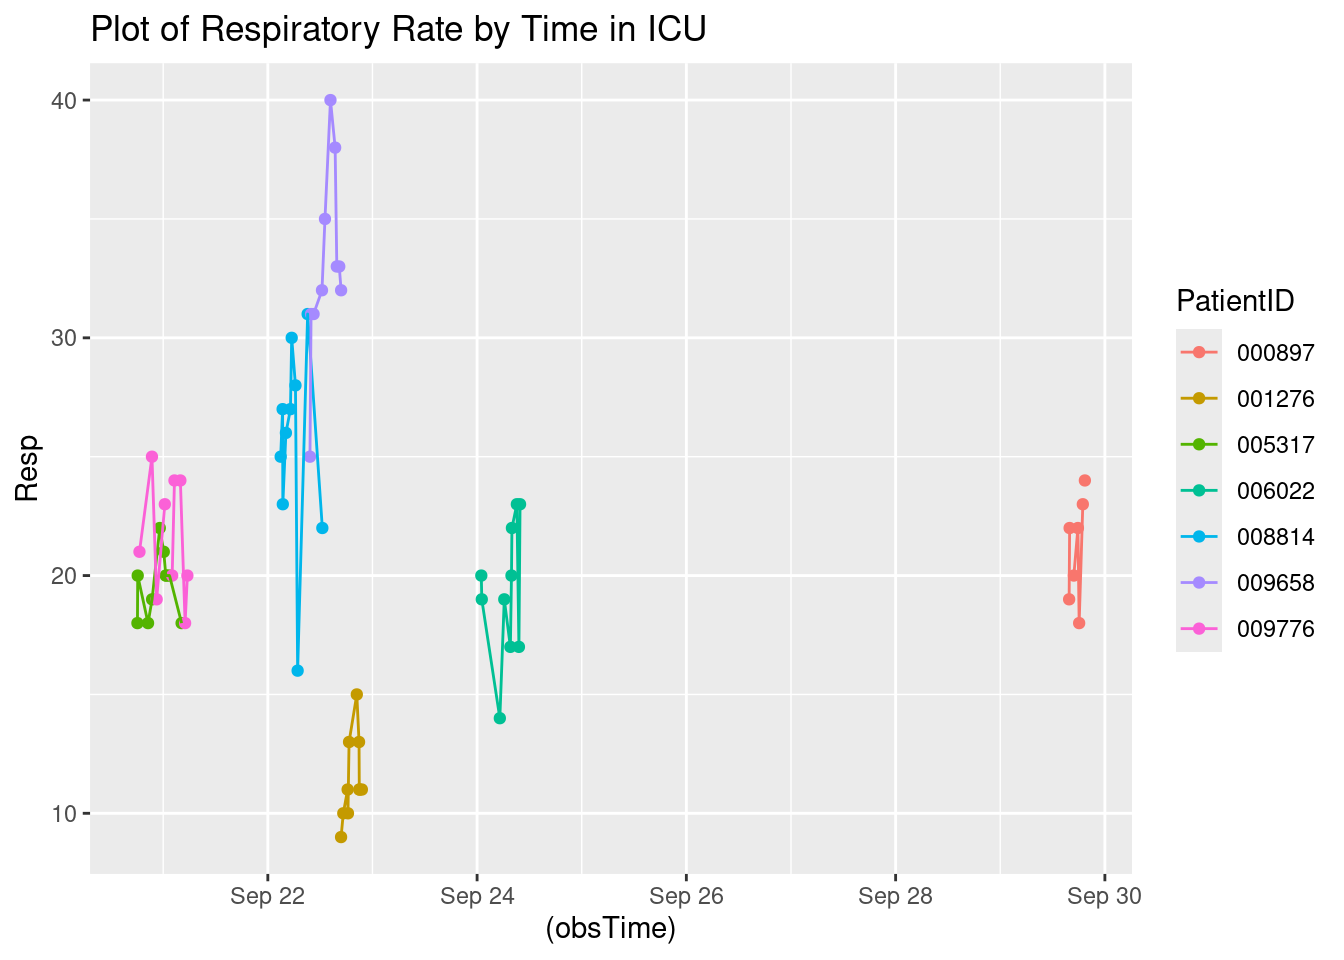 Plot of Respiratory Rate by Time in ICU
40
30
20
10
Resp
Sep 22
Sep 24
Sep 26
Sep 28
Sep 30
(obsTime)
PatientID
000897
001276
005317
006022
008814
009658
009776